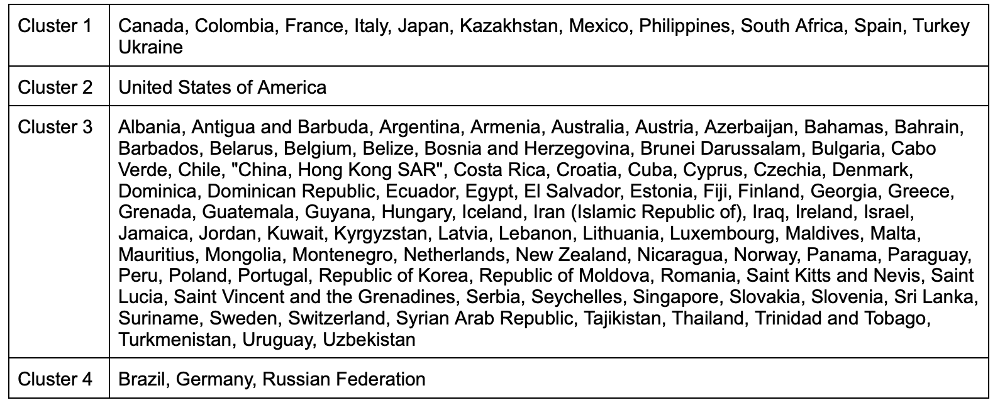 Cluster 1
Canada, Colombia, France, Italy, Japan, Kazakhstan, Mexico, Philippines, South Africa, Spain, Turkey
Ukraine
Cluster 2
United States of America
Cluster 3
Albania, Antigua and Barbuda, Argentina, Armenia, Australia, Austria, Azerbaijan, Bahamas, Bahrain,
Barbados, Belarus, Belgium, Belize, Bosnia and Herzegovina, Brunei Darussalam, Bulgaria, Cabo
Verde, Chile, "China, Hong Kong SAR", Costa Rica, Croatia, Cuba, Cyprus, Czechia, Denmark,
Dominica, Dominican Republic, Ecuador, Egypt, El Salvador, Estonia, Fiji, Finland, Georgia, Greece,
Grenada, Guatemala, Guyana, Hungary, Iceland, Iran (Islamic Republic of), Iraq, Ireland, Israel,
Jamaica, Jordan, Kuwait, Kyrgyzstan, Latvia, Lebanon, Lithuania, Luxembourg, Maldives, Malta,
Mauritius, Mongolia, Montenegro, Netherlands, New Zealand, Nicaragua, Norway, Panama, Paraguay,
Peru, Poland, Portugal, Republic of Korea, Republic of Moldova, Romania, Saint Kitts and Nevis, Saint
Lucia, Saint Vincent and the Grenadines, Serbia, Seychelles, Singapore, Slovakia, Slovenia, Sri Lanka,
Suriname, Sweden, Switzerland, Syrian Arab Republic, Tajikistan, Thailand, Trinidad and Tobago,
Turkmenistan, Uruguay, Uzbekistan
Cluster 4
Brazil, Germany, Russian Federation